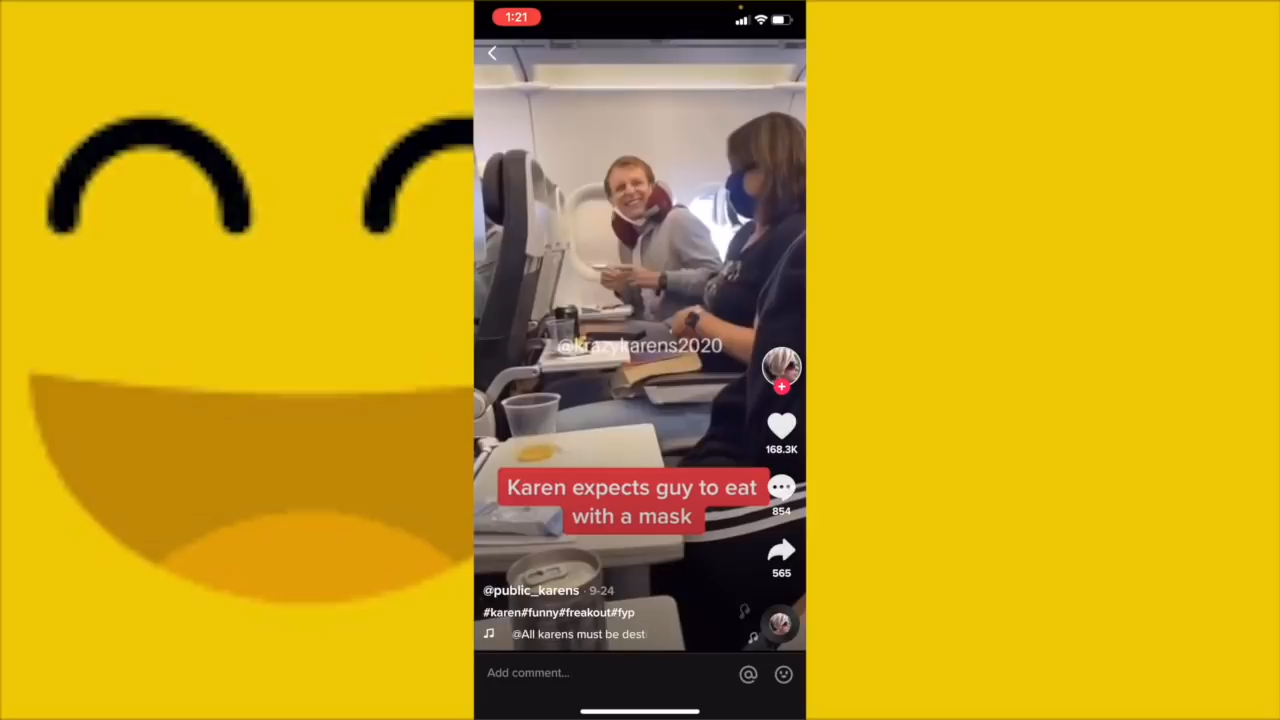 1:21
@krazykarens2020
168.3K
Karen expects guy to eat
with a mask
854
565
@public_karens · 9-24
#karen#funny#freakout#fyp
@All karens must be dest
Add comment...